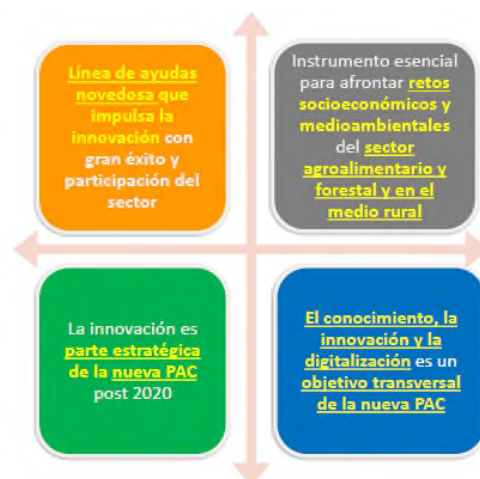 Línea de ayudas
novedosa que
impulsa la
innovación con
gran éxito y
participación del
sector
Instrumento esencial
para afrontar retos
socioeconómicos y
medioambientales
del sector
agroalimentario y
forestal y en el
medio rural
La innovación es
parte estratégica
de la nueva PAC
post 2020
El conocimiento, la
innovación y la
digitalización es un
objetivo transversal
de la nueva PAC